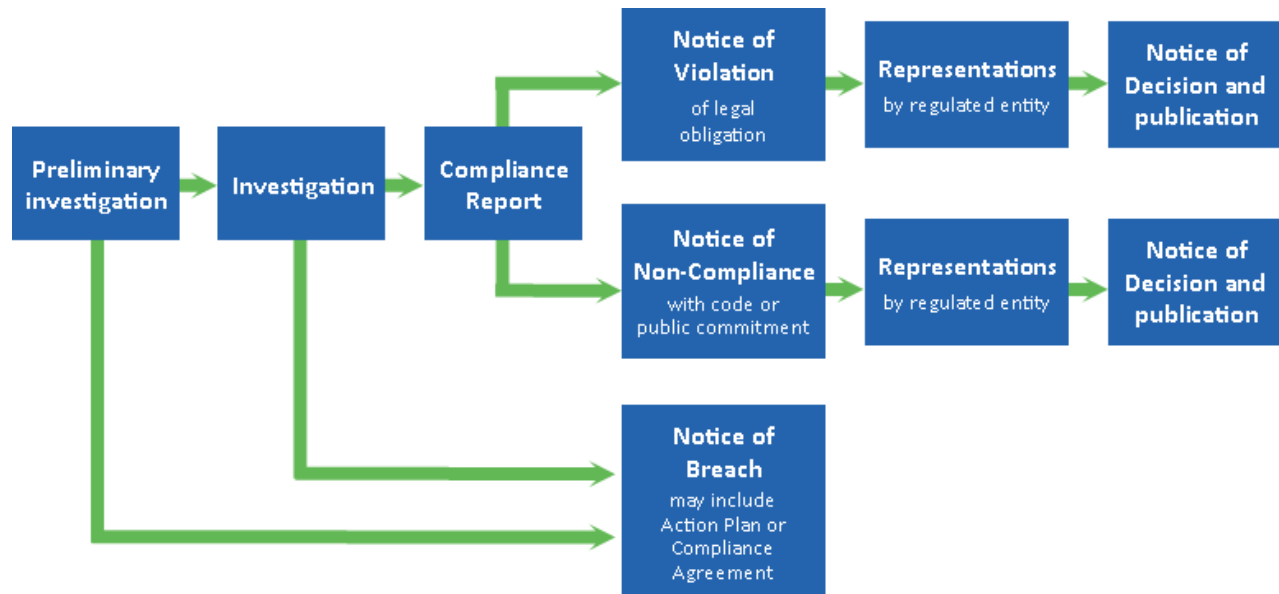 Preliminary
investigation
Investigation
Compliance
Report
Notice of
Violation
of legal
obligation
Representations
by regulated entity
Notice of
Decision and
publication
Notice of
Non-Compliance
with code or
public commitment
Representations
by regulated entity
Notice of
Decision and
publication
Notice of
Breach
may include
Action Plan or
Compliance
Agreement